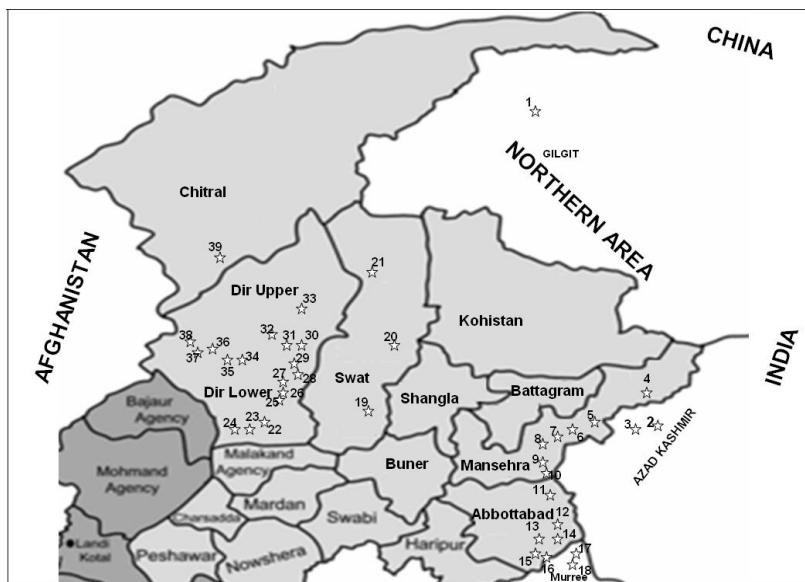 CHINA
1
GILGIT
NORTHERN AREA
Chitral
39
21
AFGHANISTAN
Dir Upper
33
Kohistan
INDIA
38
36
32
31
30
20
37
35
34
29
27
28
Dir Lower
26
25
Swat
19
Shangla
Battagram
4
Bajaur
Agency
24
23
22
5
3
2
AZAD KASHMIR
7
6
8
Malakand
Agency
Buner
Mansehra
9
10
Mohmand
Agency
Mardan
11
Charsadda
Swabi
Abbottabad
12
13
14
Landi
Kotal
Peshawar
Nowshera
Haripur
15
16
17
18
Murree